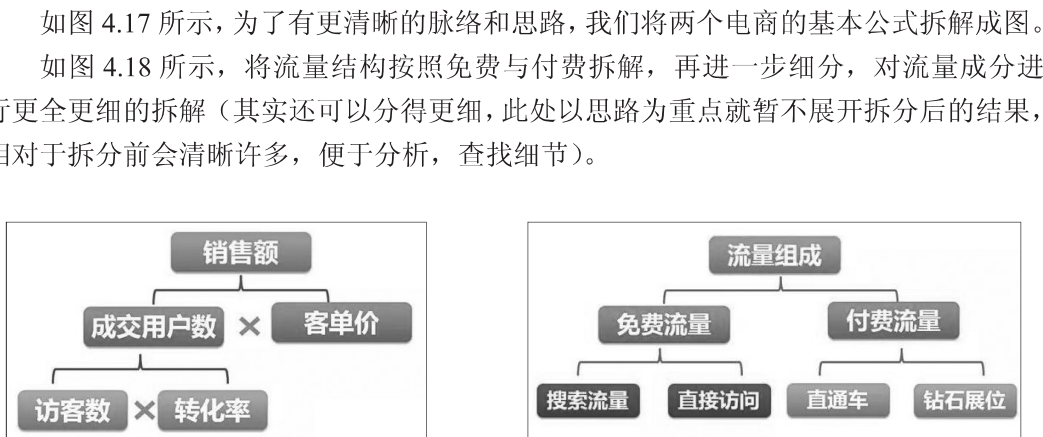 如图 4.17 所示，为了有更清晰的脉络和思路，我们将两个电商的基本公式拆解成图。
如图 4.18 所示，将流量结构按照免费与付费拆解，再进一步细分，对流量成分进
行更全更细的拆解（其实还可以分得更细，此处以思路为重点就暂不展开拆分后的结果，
相对于拆分前会清晰许多，便于分析，查找细节）。
销售额
成交用户数 × 客单价
访客数 × 转化率
流量组成
免费流量 付费流量
搜索流量 直接访问 直通车 钻石展位